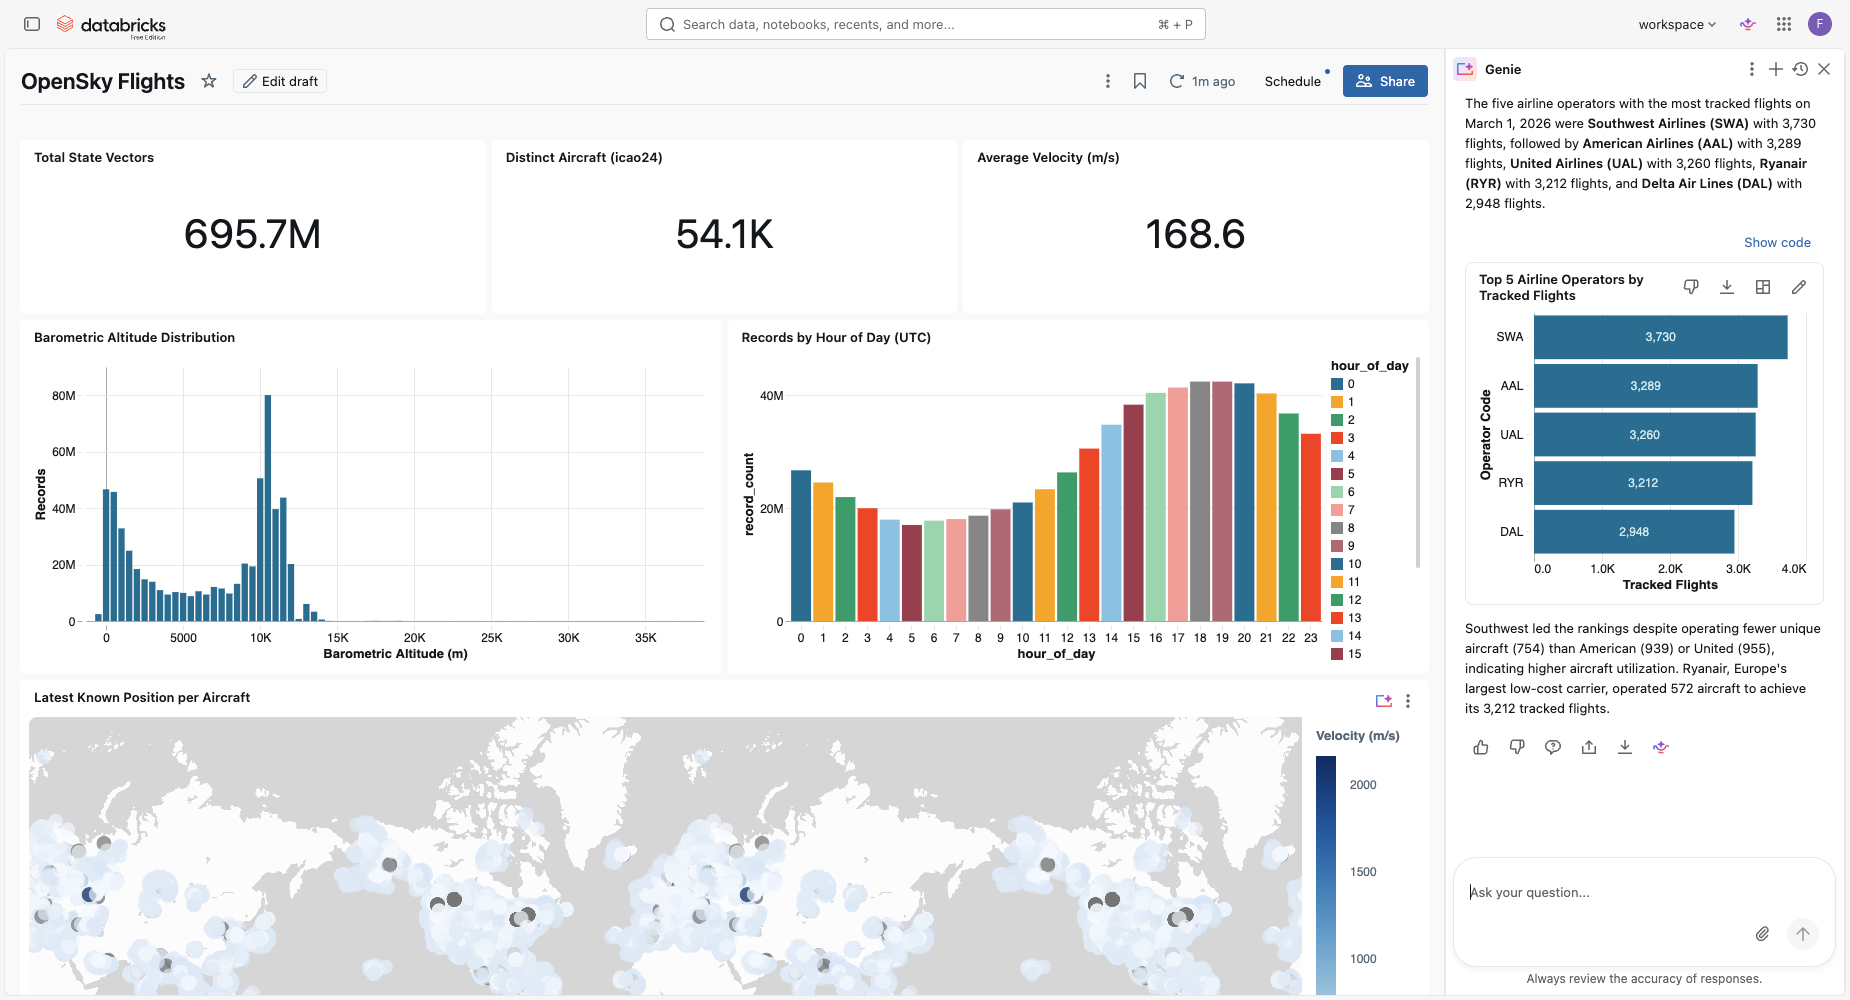 databricks
Free Edition
Search data, notebooks, recents, and more...
⌘ + P
workspace
F
OpenSky Flights
Edit draft
1m ago
Schedule
Share
Total State Vectors
695.7M
Distinct Aircraft (icao24)
54.1K
Average Velocity (m/s)
168.6
Barometric Altitude Distribution
Records
80M
60M
40M
20M
0
0 5000 10K 15K 20K 25K 30K 35K
Barometric Altitude (m)
Records by Hour of Day (UTC)
record_count
40M
20M
0
0 1 2 3 4 5 6 7 8 9 10 11 12 13 14 15 16 17 18 19 20 21 22 23
hour_of_day
hour_of_day
0
1
2
3
4
5
6
7
8
9
10
11
12
13
14
15
Latest Known Position per Aircraft
Velocity (m/s)
2000
1500
1000
Genie
The five airline operators with the most tracked flights on
March 1, 2026 were Southwest Airlines (SWA) with 3,730
flights, followed by American Airlines (AAL) with 3,289
flights, United Airlines (UAL) with 3,260 flights, Ryanair
(RYR) with 3,212 flights, and Delta Air Lines (DAL) with
2,948 flights.
Show code
Top 5 Airline Operators by
Tracked Flights
Operator Code
SWA 3,730
AAL 3,289
UAL 3,260
RYR 3,212
DAL 2,948
0.0 1.0K 2.0K 3.0K 4.0K
Tracked Flights
Southwest led the rankings despite operating fewer unique
aircraft (754) than American (939) or United (955),
indicating higher aircraft utilization. Ryanair, Europe's
largest low-cost carrier, operated 572 aircraft to achieve
its 3,212 tracked flights.
Ask your question...
Always review the accuracy of responses.